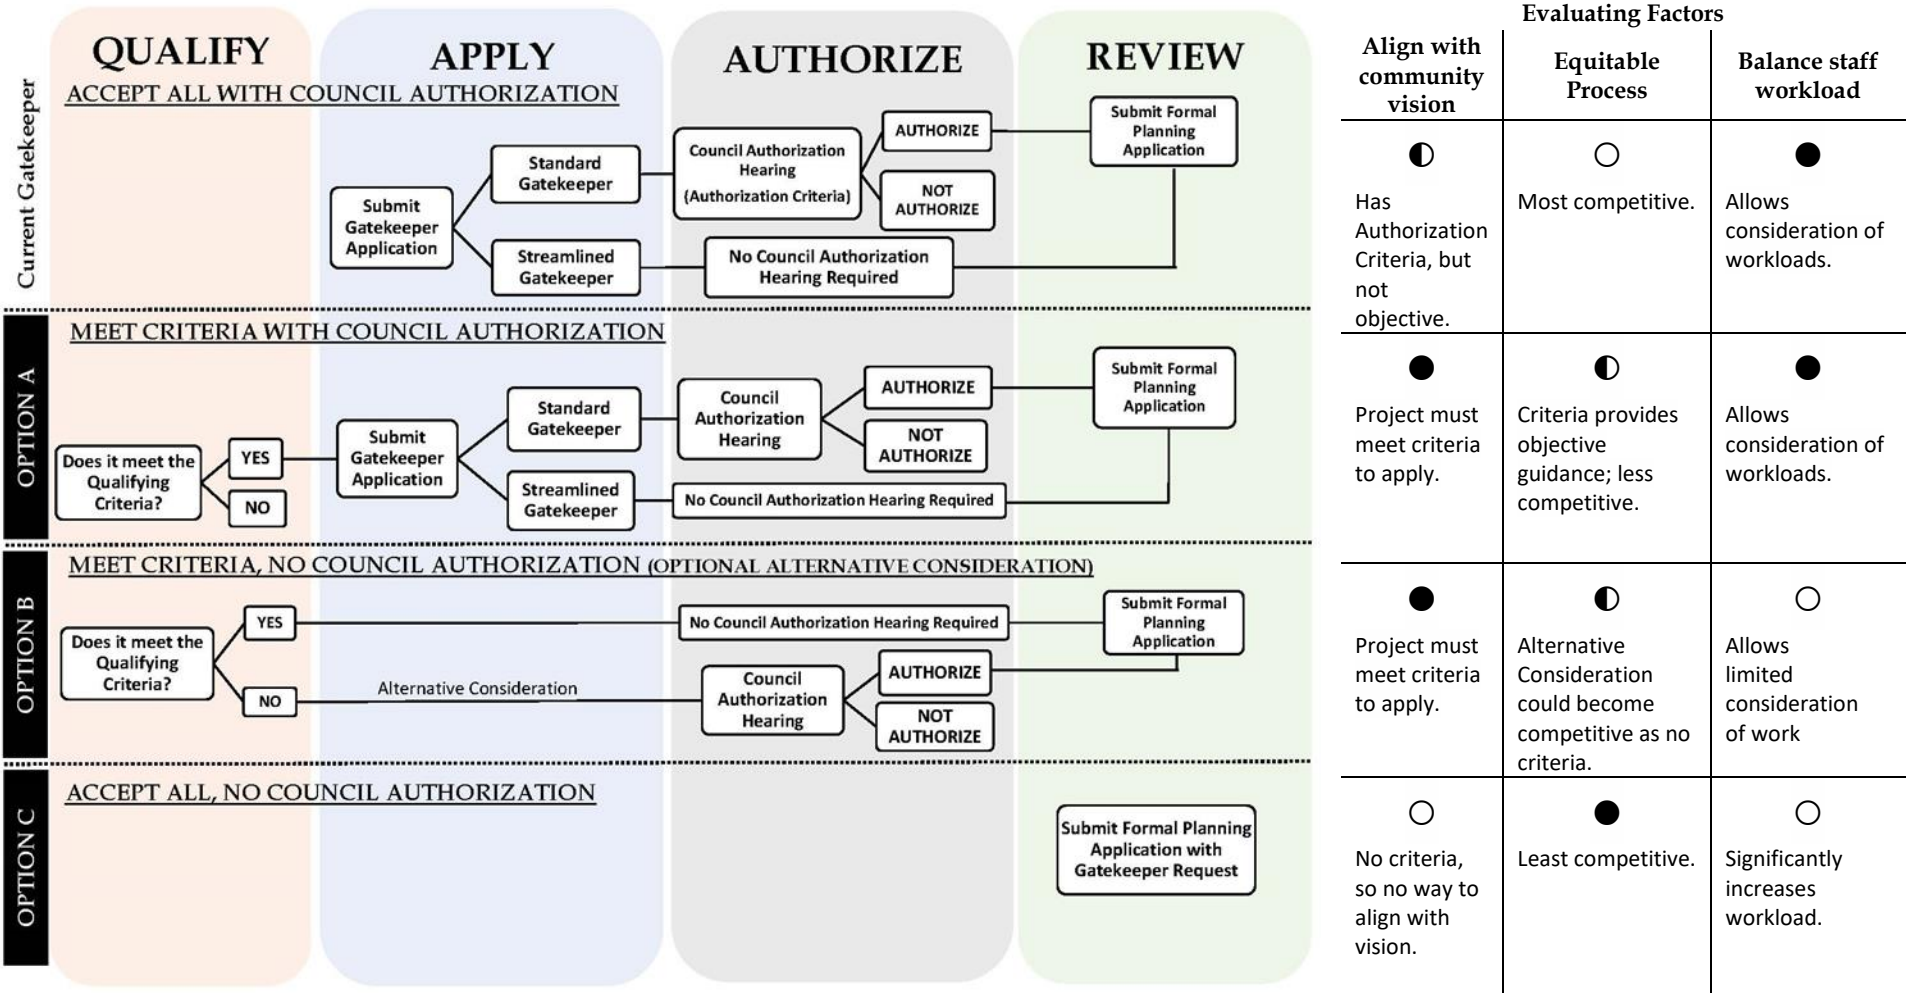 QUALIFY
APPLY
AUTHORIZE
REVIEW
Current Gatekeeper
ACCEPT ALL WITH COUNCIL AUTHORIZATION
Submit
Gatekeeper
Application
Standard
Gatekeeper
Streamlined
Gatekeeper
Council Authorization
Hearing
(Authorization Criteria)
AUTHORIZE
NOT
AUTHORIZE
No Council Authorization
Hearing Required
Submit Formal
Planning
Application
OPTION A
MEET CRITERIA WITH COUNCIL AUTHORIZATION
Does it meet the
Qualifying
Criteria?
YES
NO
Submit
Gatekeeper
Application
Standard
Gatekeeper
Streamlined
Gatekeeper
Council
Authorization
Hearing
AUTHORIZE
NOT
AUTHORIZE
No Council Authorization Hearing Required
Submit Formal
Planning
Application
OPTION B
MEET CRITERIA, NO COUNCIL AUTHORIZATION (OPTIONAL ALTERNATIVE CONSIDERATION)
Does it meet the
Qualifying
Criteria?
YES
NO
Alternative Consideration
No Council Authorization Hearing Required
Council
Authorization
Hearing
AUTHORIZE
NOT
AUTHORIZE
Submit Formal
Planning
Application
OPTION C
ACCEPT ALL, NO COUNCIL AUTHORIZATION
Submit Formal Planning
Application with
Gatekeeper Request
Evaluating Factors
Align with
community
vision
Equitable
Process
Balance staff
workload
Has
Authorization
Criteria, but
not
objective.
Most competitive.
Allows
consideration of
workloads.
Project must
meet criteria
to apply.
Criteria provides
objective
guidance; less
competitive.
Allows
consideration of
workloads.
Project must
meet criteria
to apply.
Alternative
Consideration
could become
competitive as no
criteria.
Allows
limited
consideration
of work
No criteria,
so no way to
align with
vision.
Least competitive.
Significantly
increases
workload.